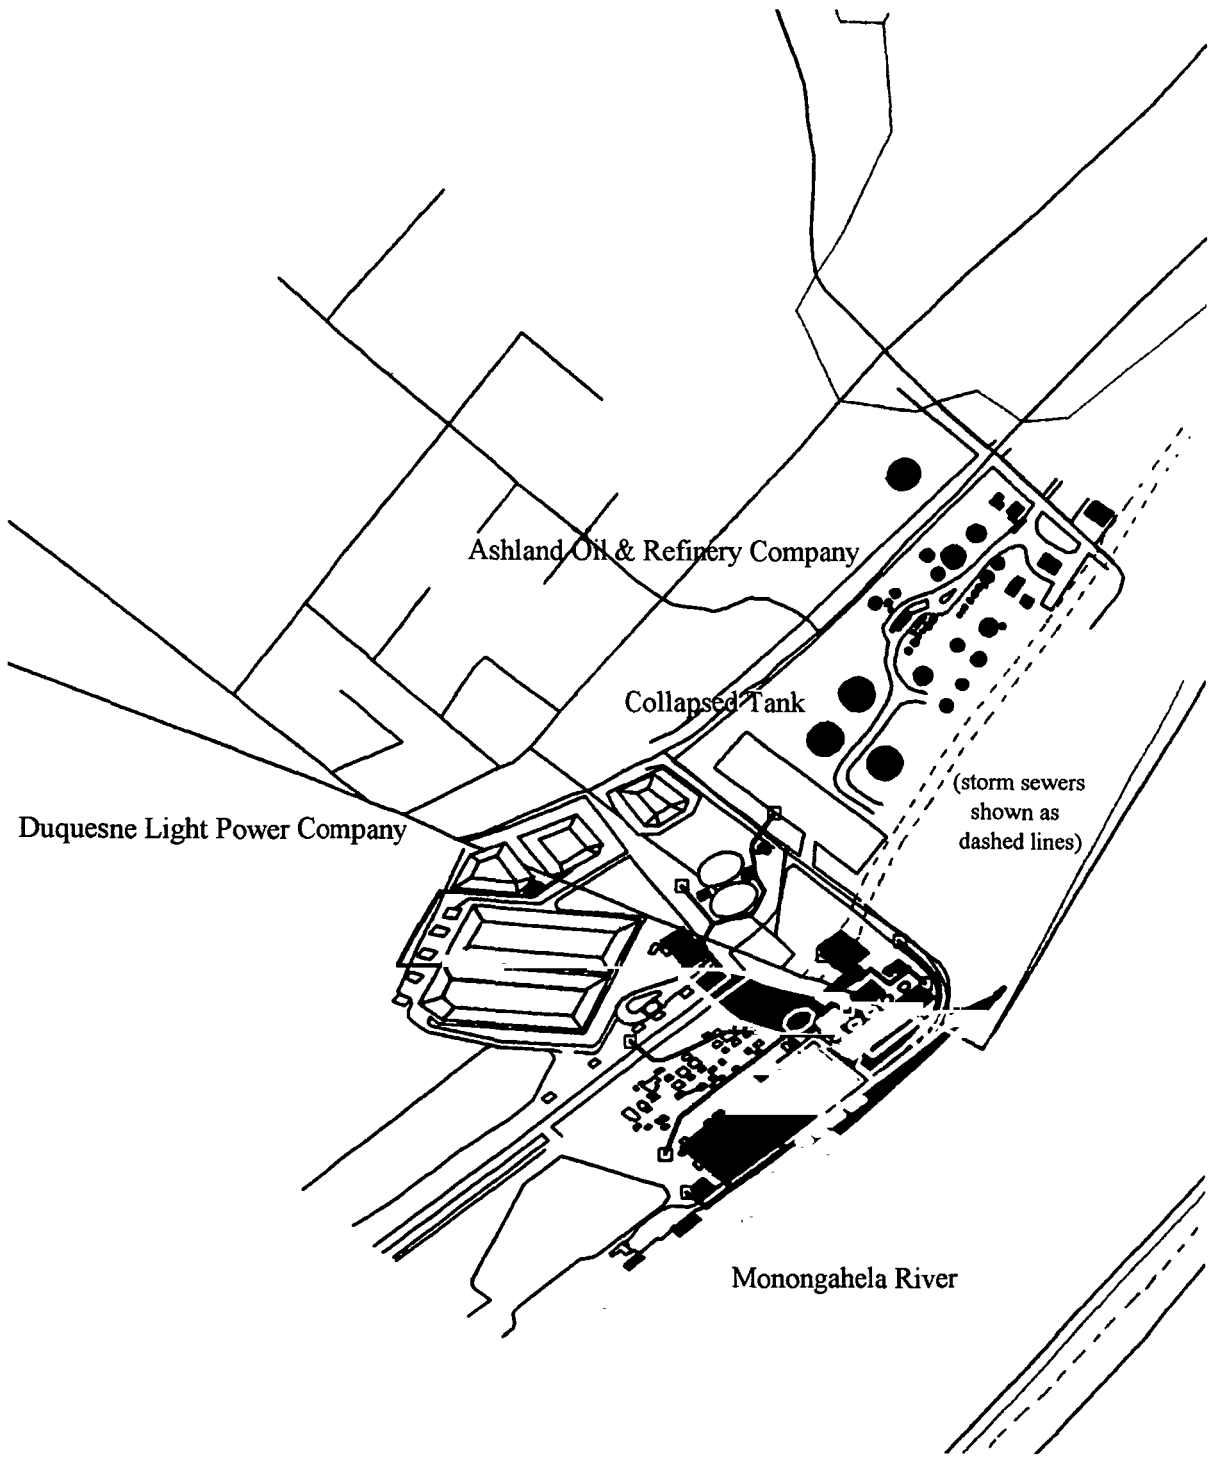 Ashland Oil & Refinery Company
Collapsed Tank
(storm sewers
shown as
dashed lines)
Duquesne Light Power Company
Monongahela River